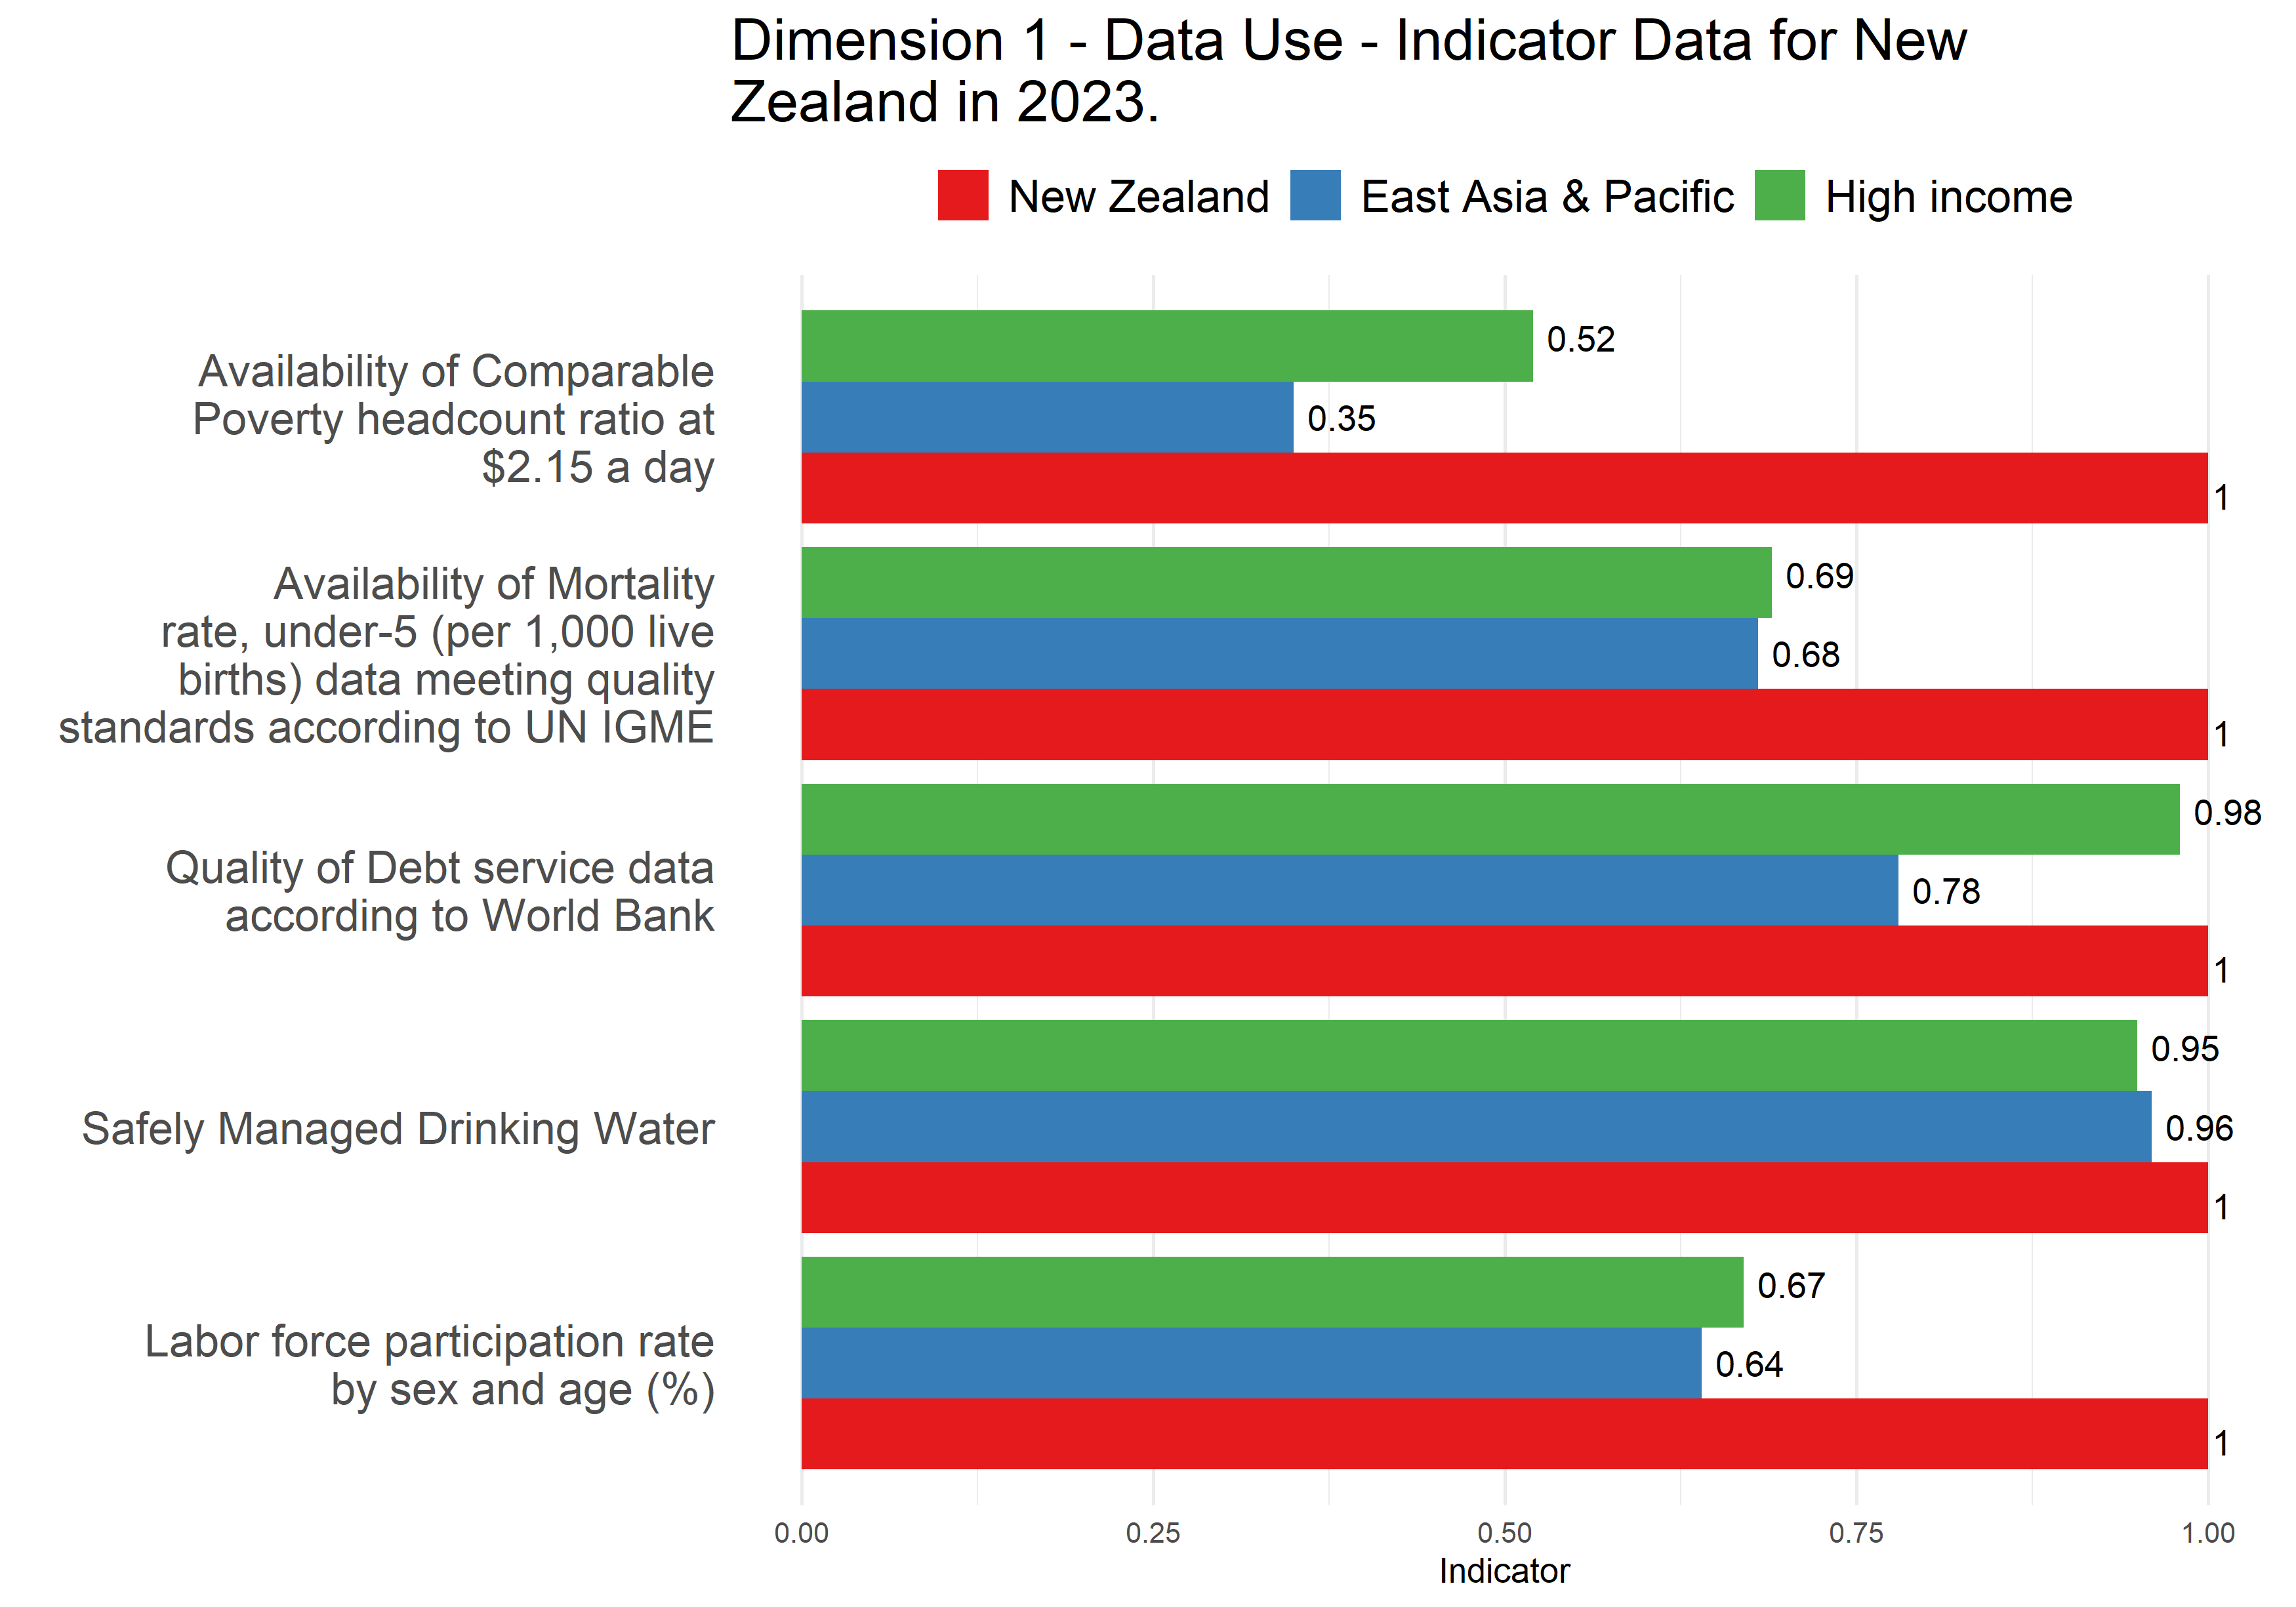 Dimension 1 - Data Use - Indicator Data for New
Zealand in 2023.
New Zealand
East Asia & Pacific
High income
Availability of Comparable
Poverty headcount ratio at
$2.15 a day
0.52
0.35
1
Availability of Mortality
rate, under-5 (per 1,000 live
births) data meeting quality
standards according to UN IGME
0.69
0.68
1
Quality of Debt service data
according to World Bank
0.98
0.78
1
Safely Managed Drinking Water
0.95
0.96
1
Labor force participation rate
by sex and age (%)
0.67
0.64
1
0.00
0.25
0.50
0.75
1.00
Indicator